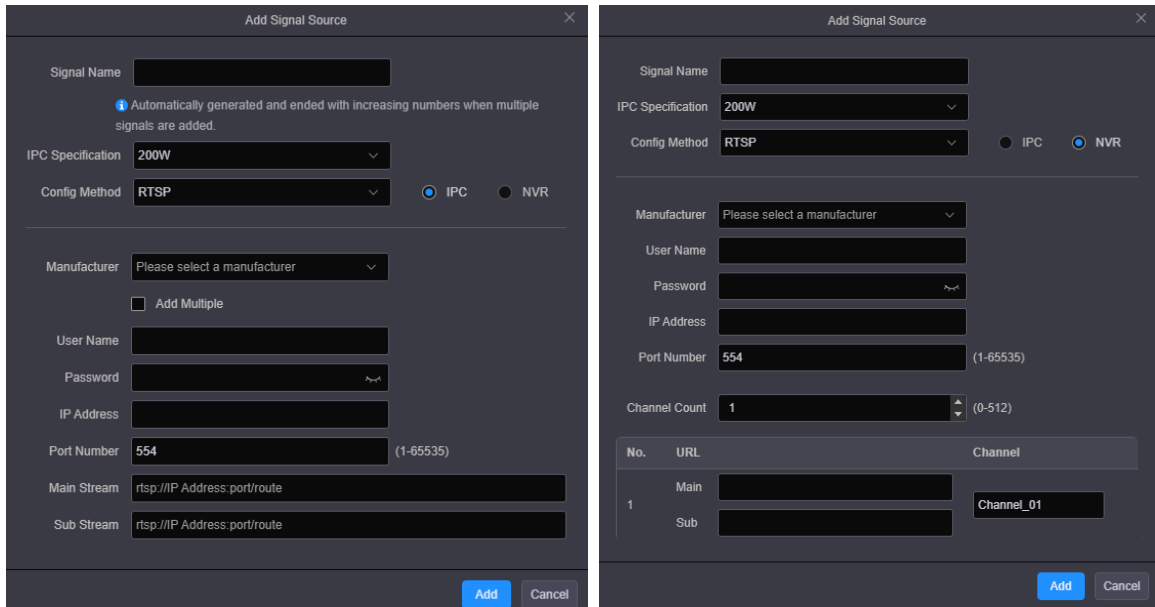 Add Signal Source
Signal Name
Automatically generated and ended with increasing numbers when multiple
signals are added.
IPC Specification 200W
Config Method RTSP IPC NVR
Manufacturer Please select a manufacturer
Add Multiple
User Name
Password
IP Address
Port Number 554 (1-65535)
Main Stream rtsp://IP Address:port/route
Sub Stream rtsp://IP Address:port/route
Add Cancel
Add Signal Source
Signal Name
IPC Specification 200W
Config Method RTSP IPC NVR
Manufacturer Please select a manufacturer
User Name
Password
IP Address
Port Number 554 (1-65535)
Channel Count 1 (0-512)
No. URL Channel
Main
1 Channel_01
Sub
Add Cancel